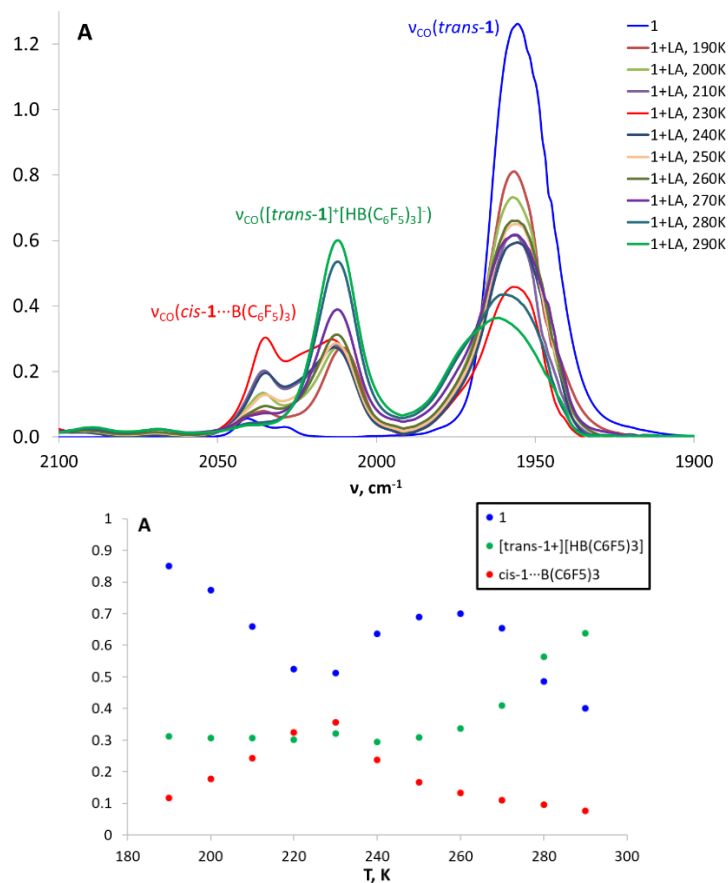 A
νCO(trans-1)
νCO([trans-1]⁺[HB(C₆F₅)₃]⁻)
νCO(cis-1···B(C₆F₅)₃)
1
1+LA, 190K
1+LA, 200K
1+LA, 210K
1+LA, 230K
1+LA, 240K
1+LA, 250K
1+LA, 260K
1+LA, 270K
1+LA, 280K
1+LA, 290K
1.2
1.0
0.8
0.6
0.4
0.2
0.0
2100
2050
2000
1950
1900
ν, cm⁻¹
A
1
[trans-1+][HB(C6F5)3]
cis-1···B(C6F5)3
1
0.9
0.8
0.7
0.6
0.5
0.4
0.3
0.2
0.1
0
180
200
220
240
260
280
300
T, K